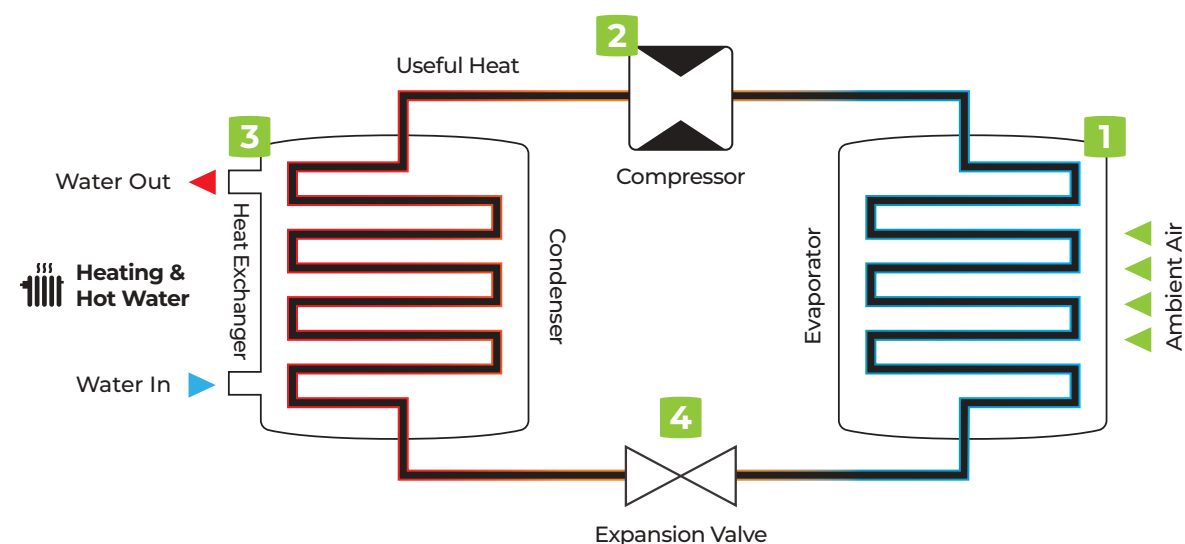 2
Useful Heat
3
1
Compressor
Water Out
Heat Exchanger
Condenser
Evaporator
Ambient Air
Heating &
Hot Water
Water In
4
Expansion Valve